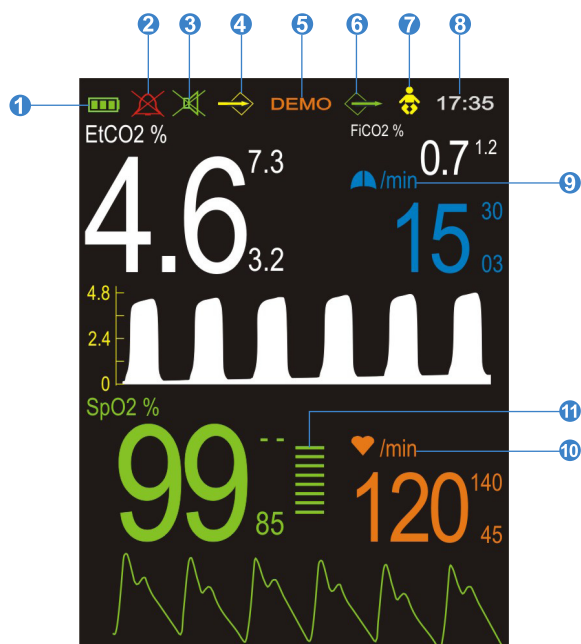 2 3 4 5 6 7 8
1 DEMO 17:35
EtCO2 % FiCO2 %
4.6 7.3 3.2
0.7 1.2
/min 9
15 30 03
4.8
2.4
0
SpO2 % 11
99 -- 85
/min 10
120 140 45